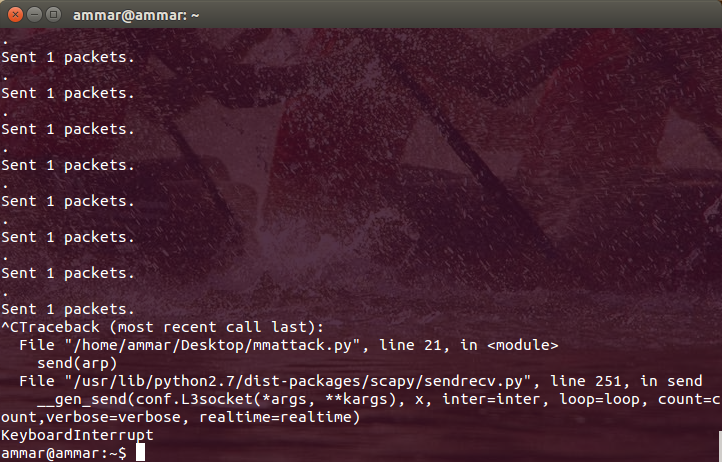 ammar@ammar: ~
.
Sent 1 packets.
.
Sent 1 packets.
.
Sent 1 packets.
.
Sent 1 packets.
.
Sent 1 packets.
.
Sent 1 packets.
.
Sent 1 packets.
.
Sent 1 packets.
^CTraceback (most recent call last):
  File "/home/ammar/Desktop/mmattack.py", line 21, in <module>
    send(arp)
  File "/usr/lib/python2.7/dist-packages/scapy/sendrecv.py", line 251, in send
    __gen_send(conf.L3socket(*args, **kargs), x, inter=inter, loop=loop, count=c
ount,verbose=verbose, realtime=realtime)
KeyboardInterrupt
ammar@ammar:~$